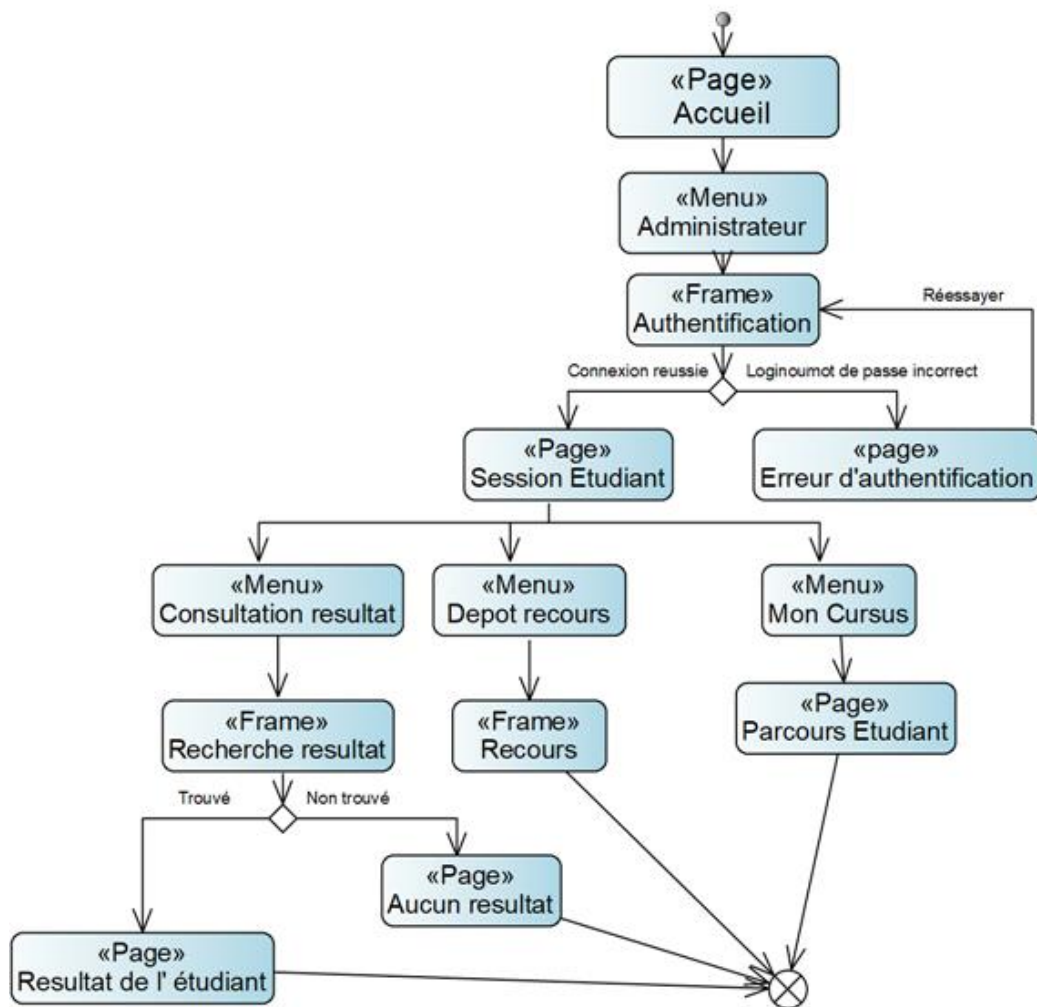 «Page»
Accueil
«Menu»
Administrateur
«Frame»
Authentification
Réessayer
Connexion reussie
Loginoumot de passe incorrect
«Page»
Session Etudiant
«page»
Erreur d'authentification
«Menu»
Consultation resultat
«Menu»
Depot recours
«Menu»
Mon Cursus
«Frame»
Recherche resultat
«Frame»
Recours
«Page»
Parcours Etudiant
Trouvé
Non trouvé
«Page»
Aucun resultat
«Page»
Resultat de l' étudiant